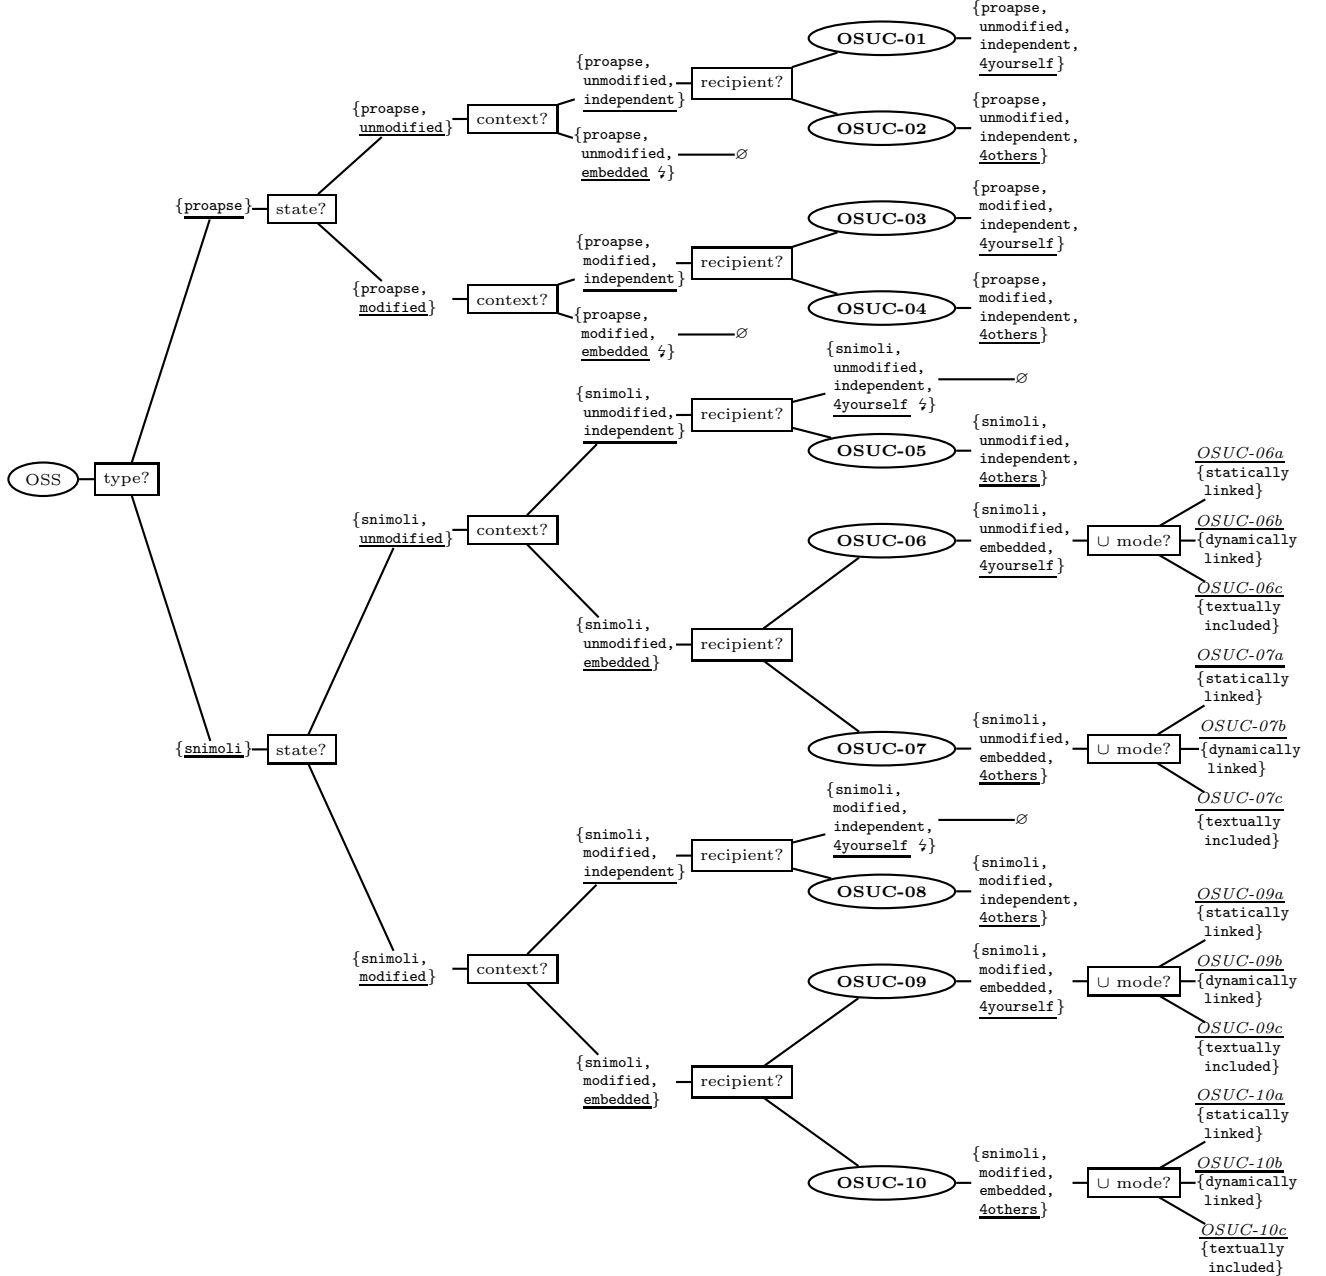 OSS
type?
{proapse}
state?
{proapse,
unmodified}
context?
{proapse,
unmodified,
independent}
recipient?
OSUC-01
{proapse,
unmodified,
independent,
4yourself}
OSUC-02
{proapse,
unmodified,
independent,
4others}
{proapse,
unmodified,
embedded ↯}
∅
{proapse,
modified}
context?
{proapse,
modified,
independent}
recipient?
OSUC-03
{proapse,
modified,
independent,
4yourself}
OSUC-04
{proapse,
modified,
independent,
4others}
{proapse,
modified,
embedded ↯}
∅
{snimoli}
state?
{snimoli,
unmodified}
context?
{snimoli,
unmodified,
independent}
recipient?
{snimoli,
unmodified,
independent,
4yourself ↯}
∅
OSUC-05
{snimoli,
unmodified,
independent,
4others}
{snimoli,
unmodified,
embedded}
recipient?
OSUC-06
{snimoli,
unmodified,
embedded,
4yourself}
∪ mode?
OSUC-06a
{statically
linked}
OSUC-06b
{dynamically
linked}
OSUC-06c
{textually
included}
OSUC-07
{snimoli,
unmodified,
embedded,
4others}
∪ mode?
OSUC-07a
{statically
linked}
OSUC-07b
{dynamically
linked}
OSUC-07c
{textually
included}
{snimoli,
modified}
context?
{snimoli,
modified,
independent}
recipient?
{snimoli,
modified,
independent,
4yourself ↯}
∅
OSUC-08
{snimoli,
modified,
independent,
4others}
{snimoli,
modified,
embedded}
recipient?
OSUC-09
{snimoli,
modified,
embedded,
4yourself}
∪ mode?
OSUC-09a
{statically
linked}
OSUC-09b
{dynamically
linked}
OSUC-09c
{textually
included}
OSUC-10
{snimoli,
modified,
embedded,
4others}
∪ mode?
OSUC-10a
{statically
linked}
OSUC-10b
{dynamically
linked}
OSUC-10c
{textually
included}